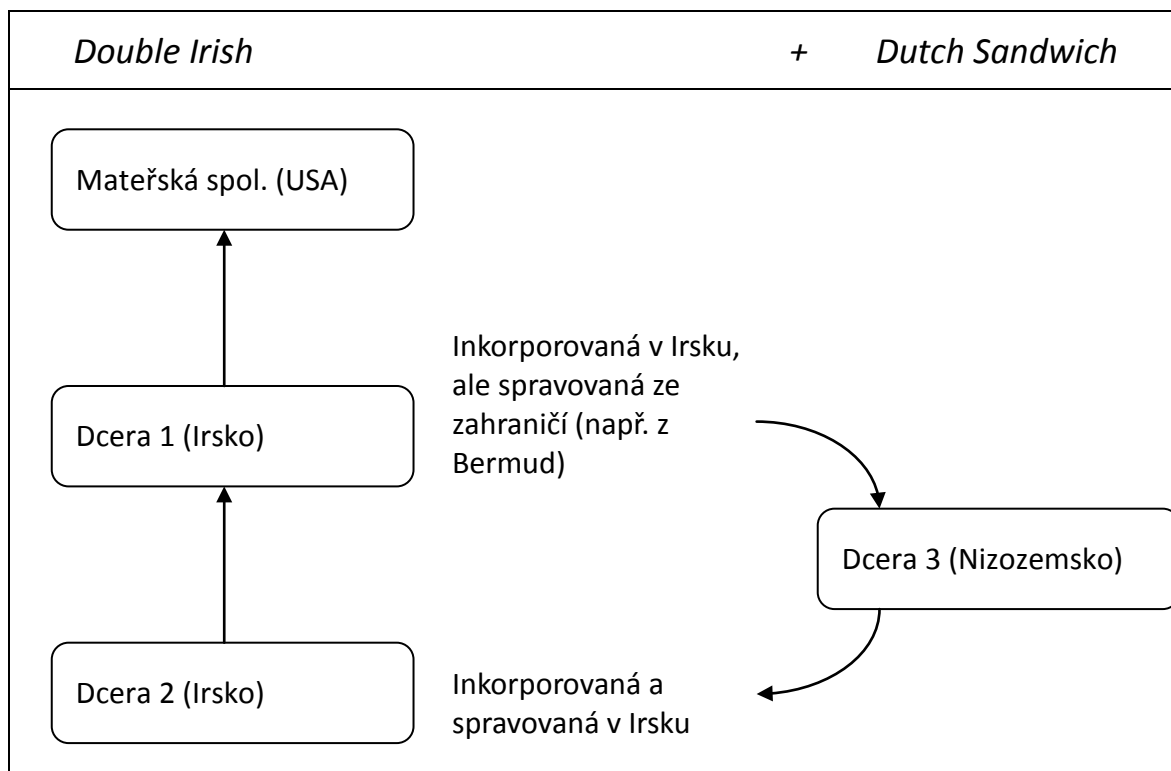 Double Irish + Dutch Sandwich
Mateřská spol. (USA)
Inkorporovaná v Irsku,
ale spravovaná ze
zahraničí (např. z
Bermud)
Dcera 1 (Irsko)
Dcera 3 (Nizozemsko)
Dcera 2 (Irsko)
Inkorporovaná a
spravovaná v Irsku